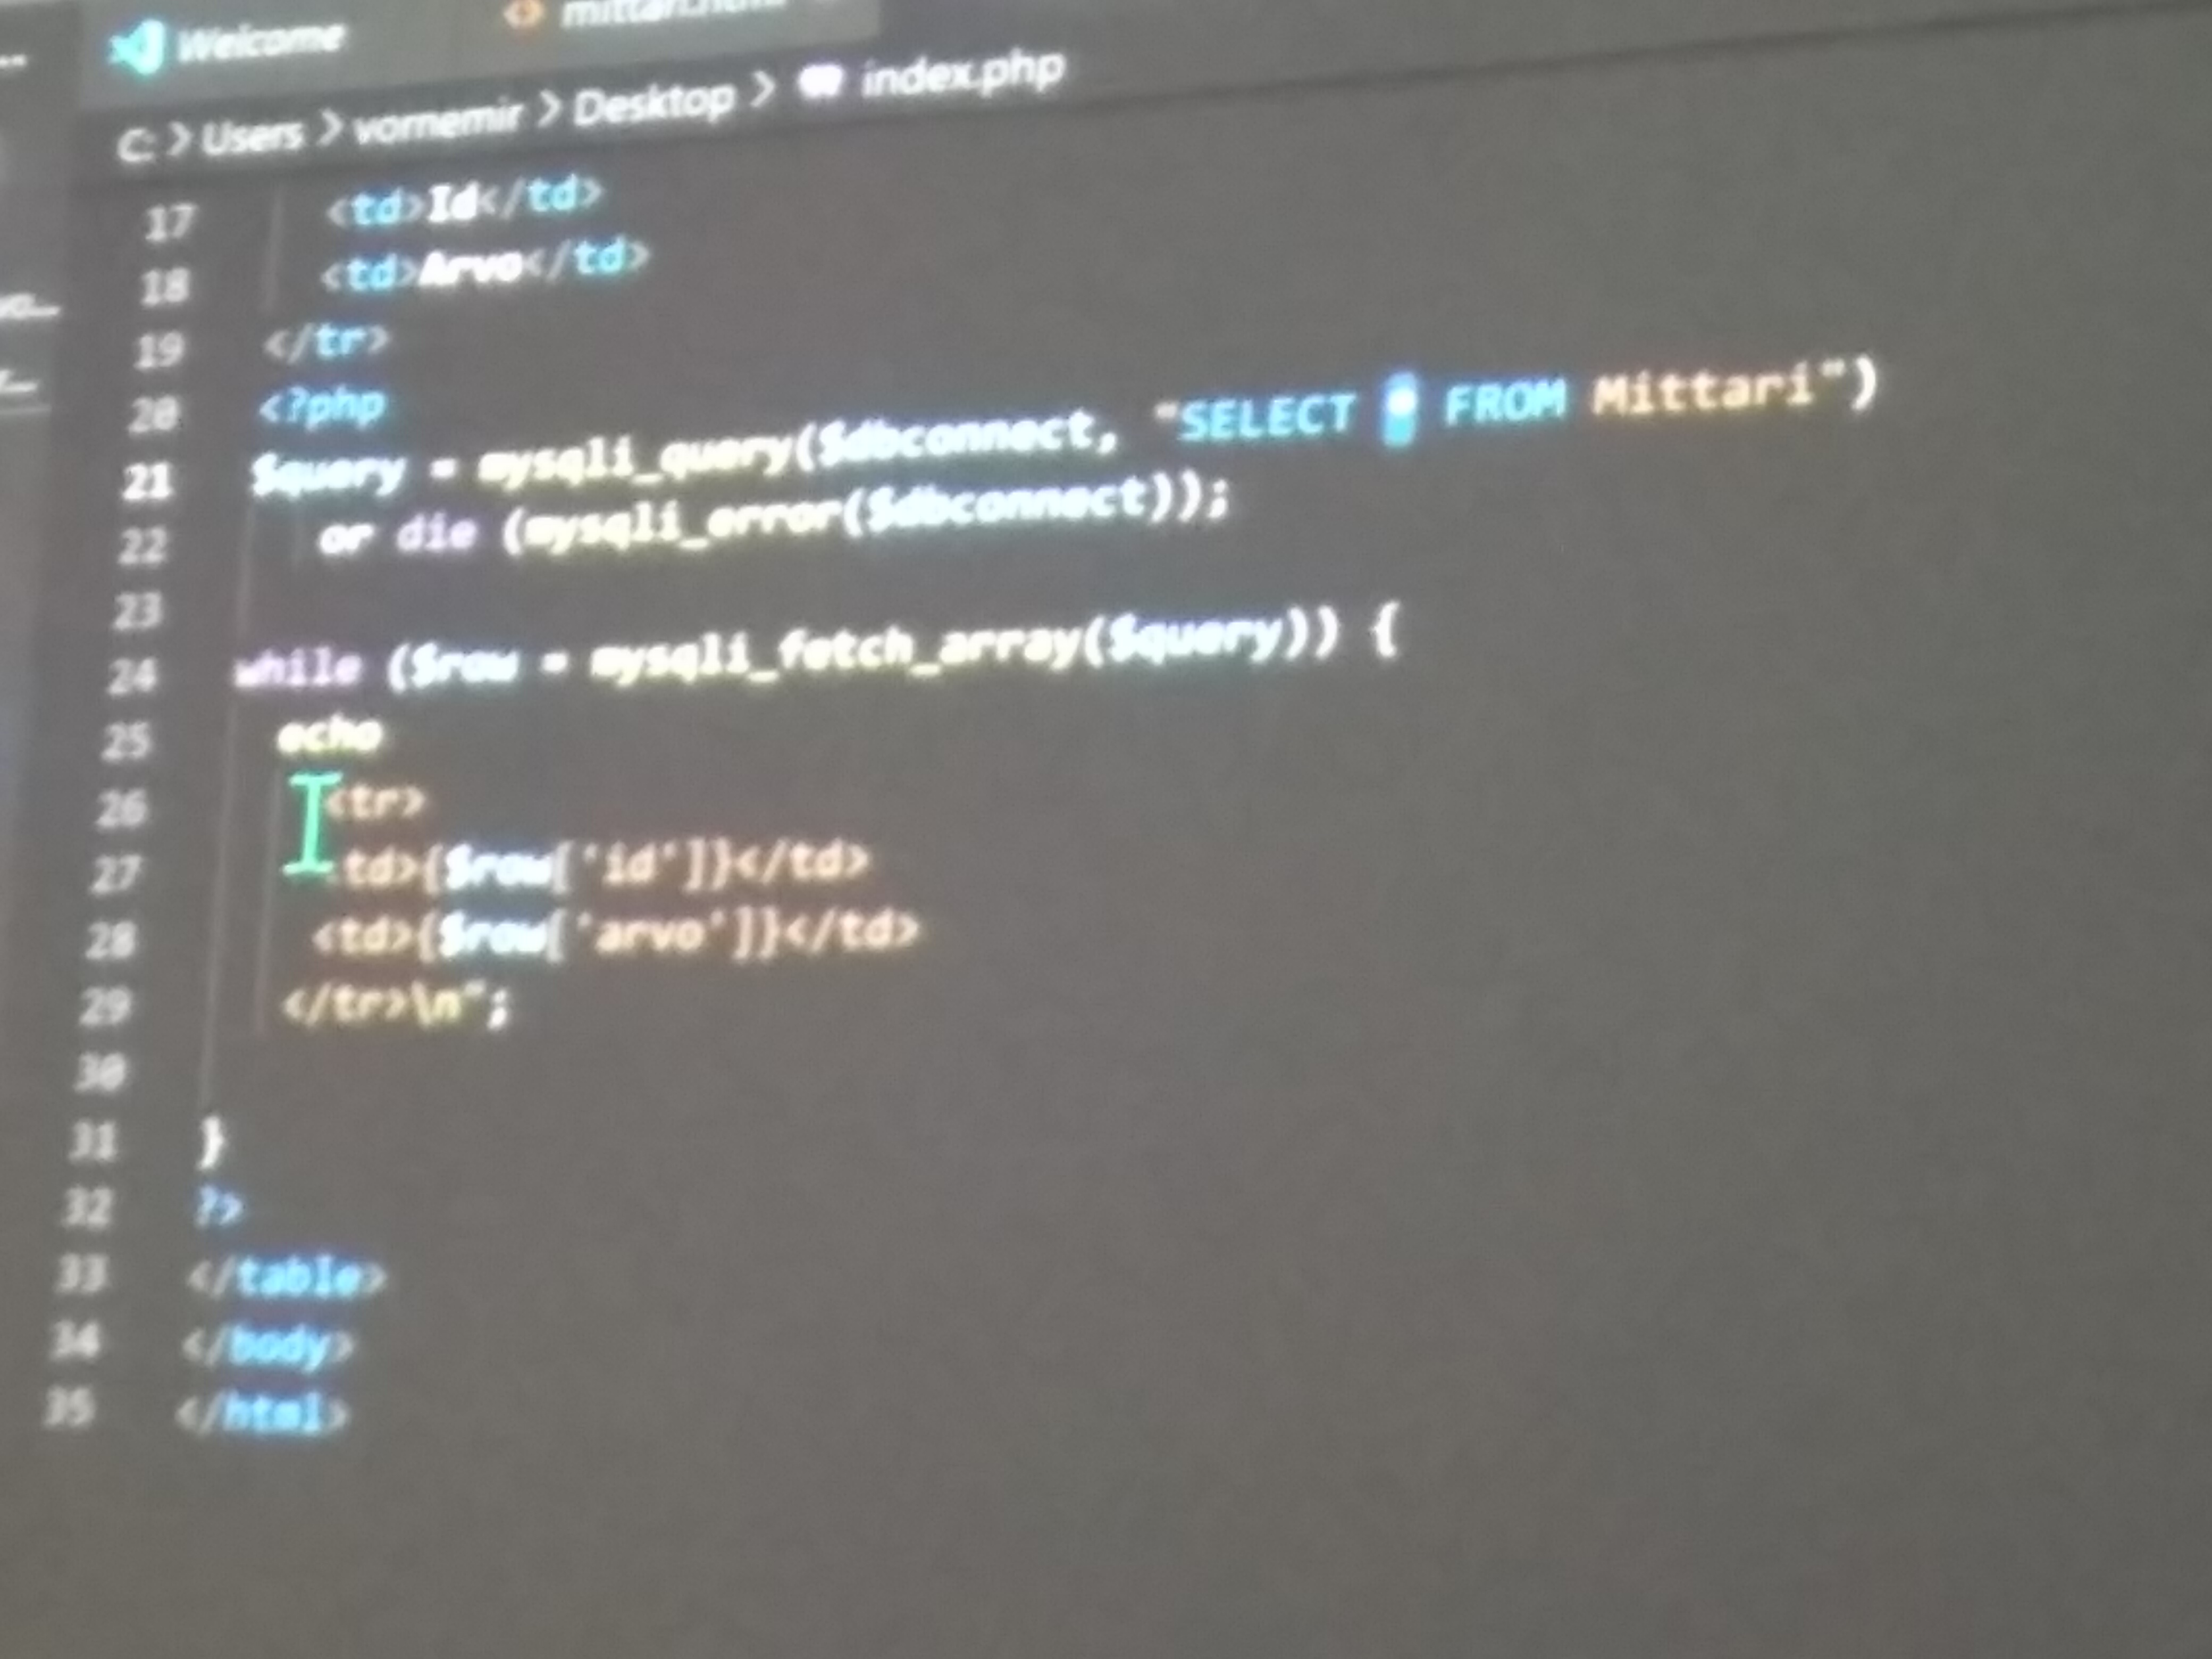 Welcome
C: > Users > vornemir > Desktop > index.php
17 <td>Id</td>
18 <td>Arvo</td>
19 </tr>
20 <?php
21 $query = mysqli_query($dbconnect, "SELECT * FROM Mittari")
22 or die (mysqli_error($dbconnect));
23
24 while ($row = mysqli_fetch_array($query)) {
25 echo
26 <tr>
27 td>{$row['id']}</td>
28 <td>{$row['arvo']}</td>
29 </tr>\n";
30
31 }
32 ?>
33 </table>
34 </body>
35 </html>